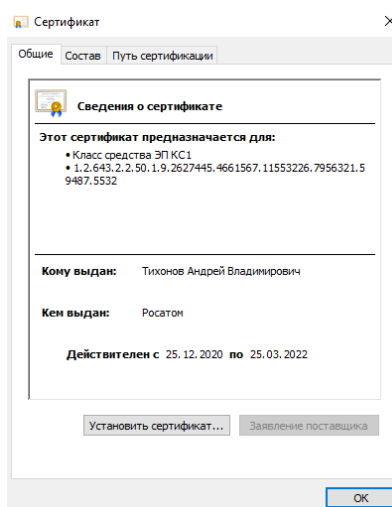 Сертификат
Общие Состав Путь сертификации
Сведения о сертификате
Этот сертификат предназначается для:
• Класс средства ЭП КС1
• 1.2.643.2.2.50.1.9.2627445.4661567.11553226.7956321.5
9487.5532
Кому выдан: Тихонов Андрей Владимирович
Кем выдан: Росатом
Действителен с 25.12.2020 по 25.03.2022
Установить сертификат... Заявление поставщика
ОК